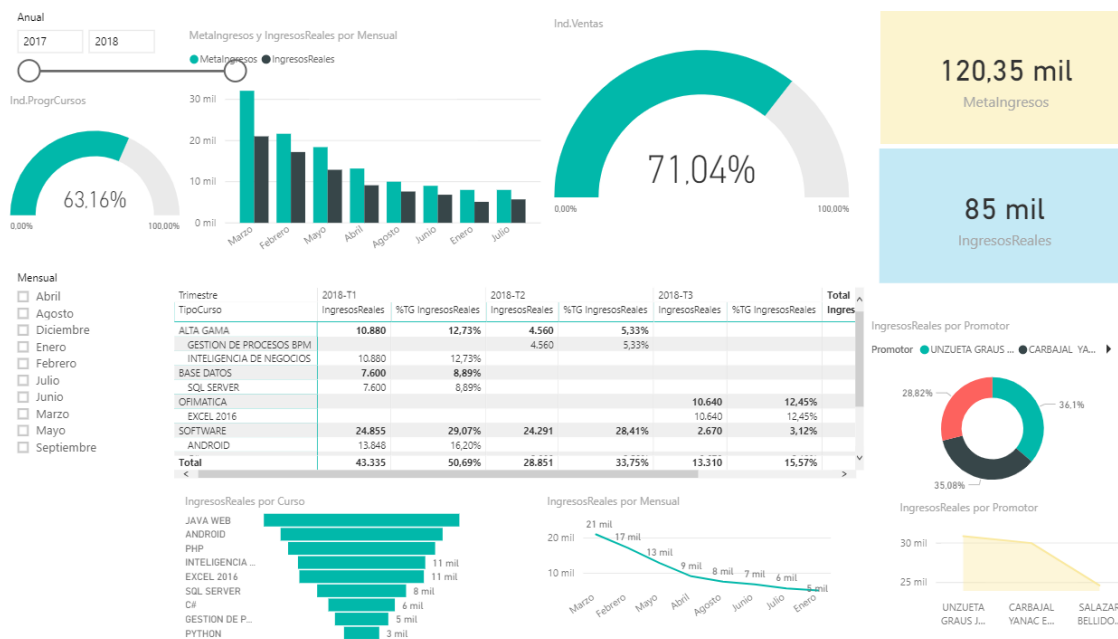 Anual
2017 2018
Ind.ProgrCursos
63,16%
0,00% 100,00%
MetaIngresos y IngresosReales por Mensual
MetaIngresos IngresosReales
30 mil
20 mil
10 mil
0 mil
Marzo Febrero Mayo Abril Agosto Junio Enero Julio
Ind.Ventas
71,04%
0,00% 100,00%
120,35 mil
MetaIngresos
85 mil
IngresosReales
Mensual
Abril
Agosto
Diciembre
Enero
Febrero
Julio
Junio
Marzo
Mayo
Septiembre
Trimestre 2018-T1 2018-T2 2018-T3 Total
TipoCurso IngresosReales %TG IngresosReales IngresosReales %TG IngresosReales IngresosReales %TG IngresosReales Ingres
ALTA GAMA 10.880 12,73% 4.560 5,33%
GESTION DE PROCESOS BPM 4.560 5,33%
INTELIGENCIA DE NEGOCIOS 10.880 12,73%
BASE DATOS 7.600 8,89%
SQL SERVER 7.600 8,89%
OFIMATICA 10.640 12,45%
EXCEL 2016 10.640 12,45%
SOFTWARE 24.855 29,07% 24.291 28,41% 2.670 3,12%
ANDROID 13.848 16,20%
Total 43.335 50,69% 28.851 33,75% 13.310 15,57%
IngresosReales por Promotor
Promotor UNZUETA GRAUS ... CARBAJAL YA...
28,82%
36,1%
35,08%
IngresosReales por Curso
JAVA WEB
ANDROID
PHP
INTELIGENCIA ... 11 mil
EXCEL 2016 11 mil
SQL SERVER 8 mil
C# 6 mil
GESTION DE P... 5 mil
PYTHON 3 mil
IngresosReales por Mensual
20 mil
10 mil
21 mil
17 mil
13 mil
9 mil
8 mil
7 mil
6 mil
5 mil
Marzo Febrero Mayo Abril Agosto Junio Julio Enero
IngresosReales por Promotor
30 mil
25 mil
UNZUETA CARBAJAL SALAZAR
GRAUS J... YANAC E... BELLIDO...